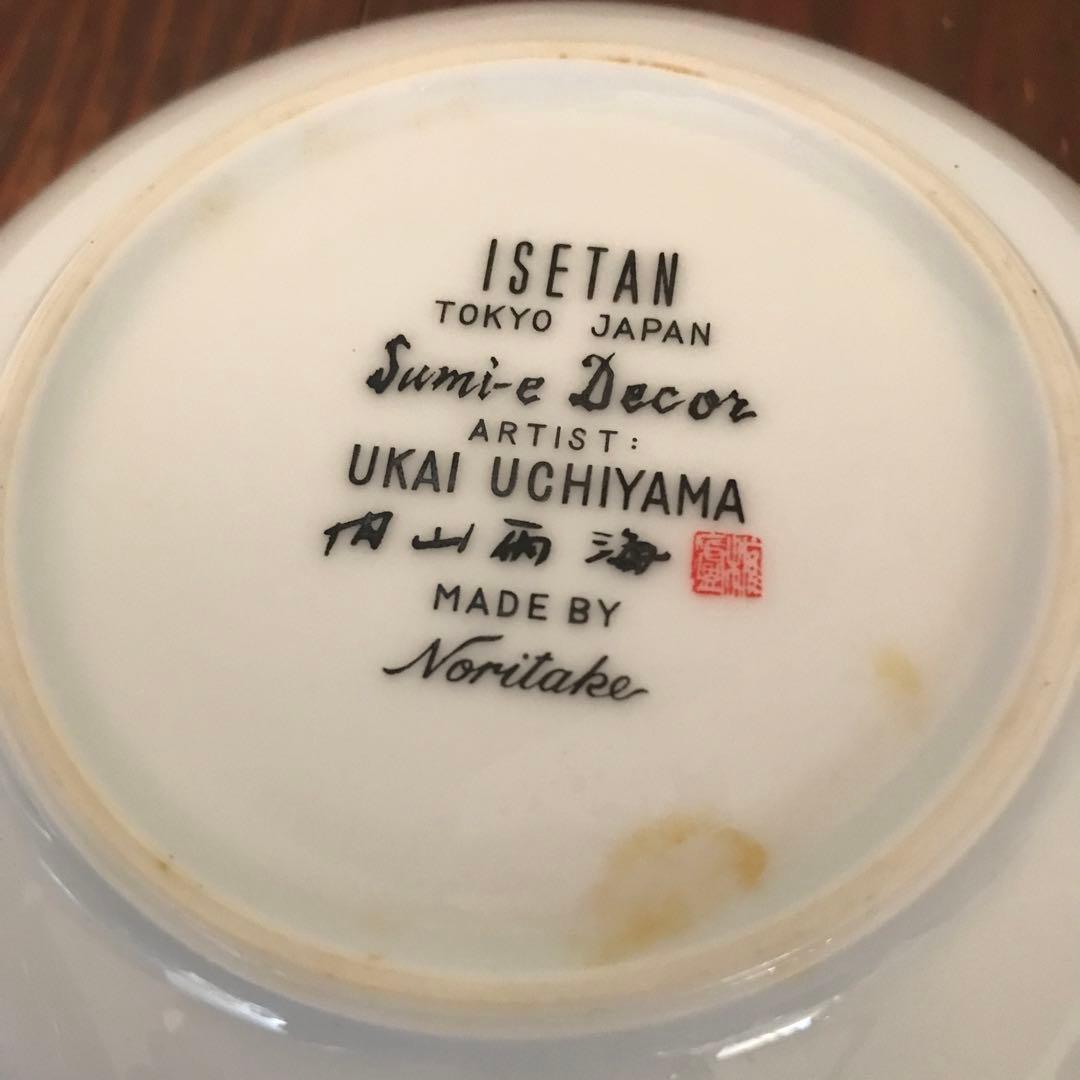 ISETAN
TOKYO JAPAN
Sumi-e Decor
ARTIST:
UKAI UCHIYAMA
内山雨海
MADE BY
Noritake